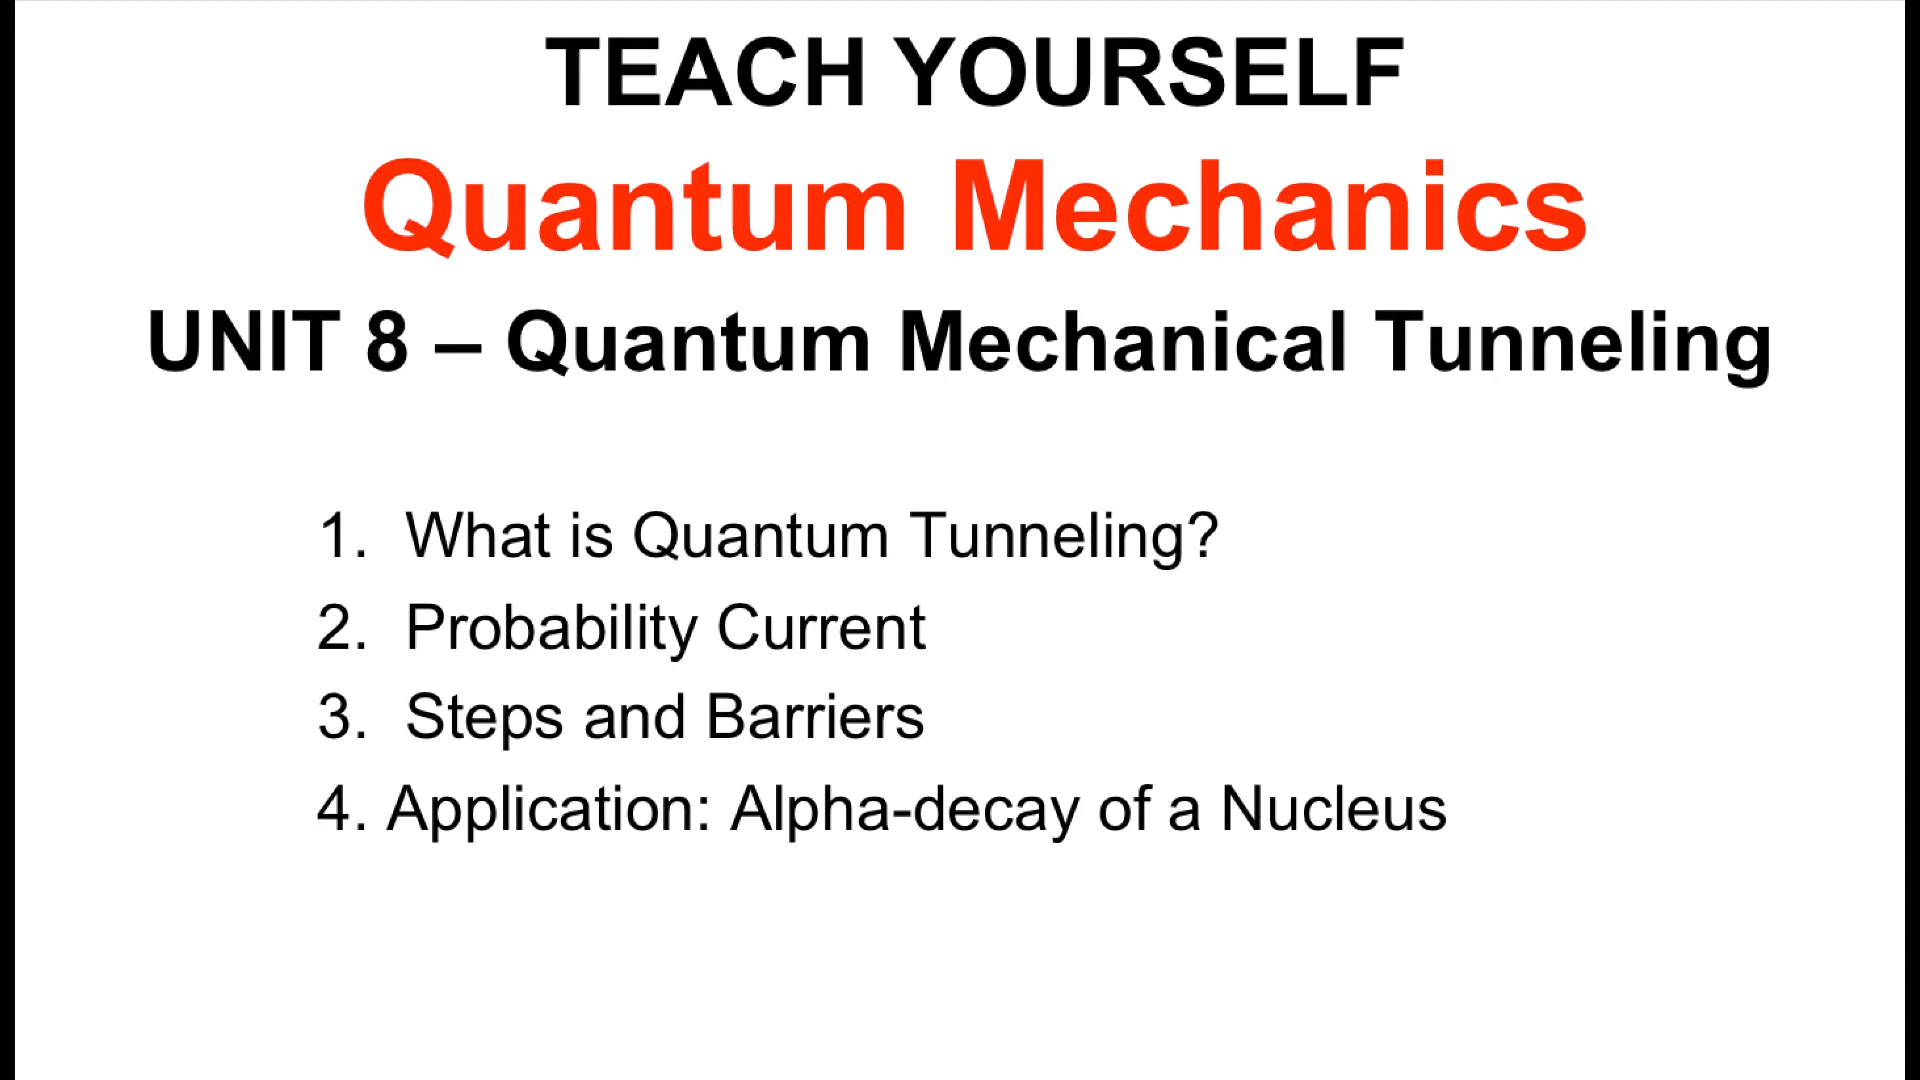 TEACH YOURSELF
Quantum Mechanics
UNIT 8 – Quantum Mechanical Tunneling
1. What is Quantum Tunneling?
2. Probability Current
3. Steps and Barriers
4. Application: Alpha-decay of a Nucleus